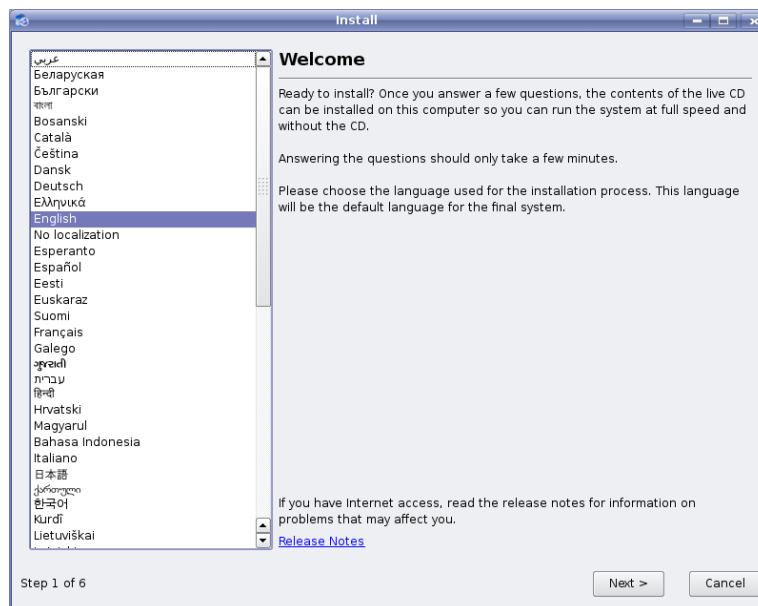 Install
عربي
Беларуская
Български
বাংলা
Bosanski
Català
Čeština
Dansk
Deutsch
Ελληνικά
English
No localization
Esperanto
Español
Eesti
Euskaraz
Suomi
Français
Galego
ગુજરાતી
עברית
हिन्दी
Hrvatski
Magyarul
Bahasa Indonesia
Italiano
日本語
ქართული
한국어
Kurdî
Lietuviškai
Welcome
Ready to install? Once you answer a few questions, the contents of the live CD
can be installed on this computer so you can run the system at full speed and
without the CD.
Answering the questions should only take a few minutes.
Please choose the language used for the installation process. This language
will be the default language for the final system.
If you have Internet access, read the release notes for information on
problems that may affect you.
Release Notes
Step 1 of 6
Next >
Cancel